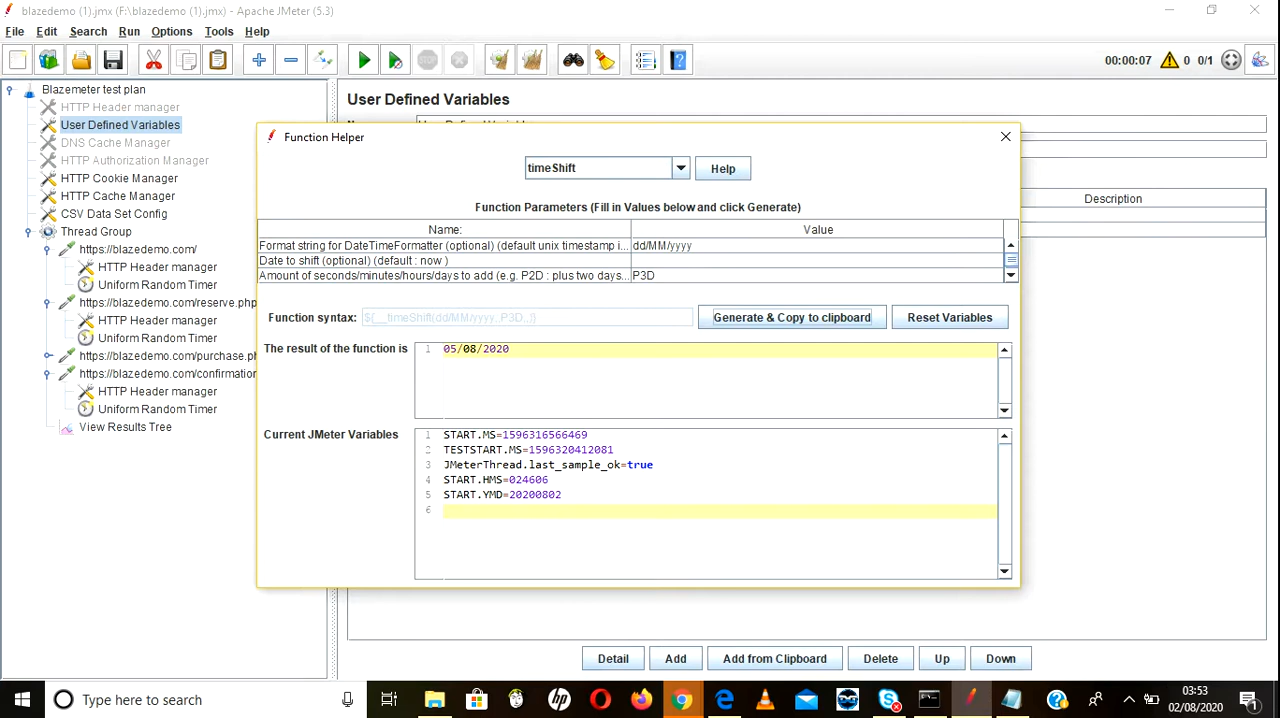 blazedemo (1).jmx (F:\blazedemo (1).jmx) - Apache JMeter (5.3)
File Edit Search Run Options Tools Help
00:00:07 0 0/1
Blazemeter test plan
HTTP Header manager
User Defined Variables
DNS Cache Manager
HTTP Authorization Manager
HTTP Cookie Manager
HTTP Cache Manager
CSV Data Set Config
Thread Group
https://blazedemo.com/
HTTP Header manager
Uniform Random Timer
https://blazedemo.com/reserve.php
HTTP Header manager
Uniform Random Timer
https://blazedemo.com/purchase.ph
https://blazedemo.com/confirmation
HTTP Header manager
Uniform Random Timer
View Results Tree
User Defined Variables
Description
Function Helper
timeShift Help
Function Parameters (Fill in Values below and click Generate)
Name: Value
Format string for DateTimeFormatter (optional) (default unix timestamp i... dd/MM/yyyy
Date to shift (optional) (default : now )
Amount of seconds/minutes/hours/days to add (e.g. P2D : plus two days... P3D
Function syntax: ${__timeShift(dd/MM/yyyy,,P3D,,)} Generate & Copy to clipboard Reset Variables
The result of the function is 1 05/08/2020
Current JMeter Variables 1 START.MS=1596316566469
2 TESTSTART.MS=1596320412081
3 JMeterThread.last_sample_ok=true
4 START.HMS=024606
5 START.YMD=20200802
6
Detail Add Add from Clipboard Delete Up Down
Type here to search
03:53
02/08/2020